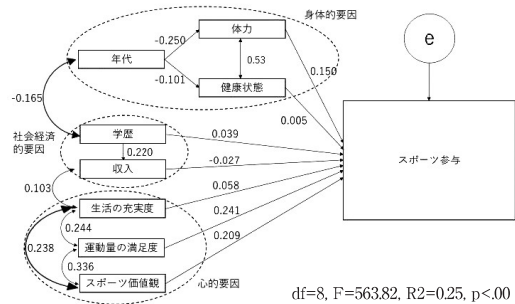 身体的要因
体力
e
-0.250
年代
0.53
0.150
-0.101
健康状態
-0.165
0.005
社会経済
的要因
学歴
0.039
0.220
収入
-0.027
スポーツ参与
0.103
0.058
生活の充実度
0.241
0.244
0.209
0.238
運動量の満足度
0.336
スポーツ価値観
心的要因
df=8, F=563.82, R2=0.25, p<.00